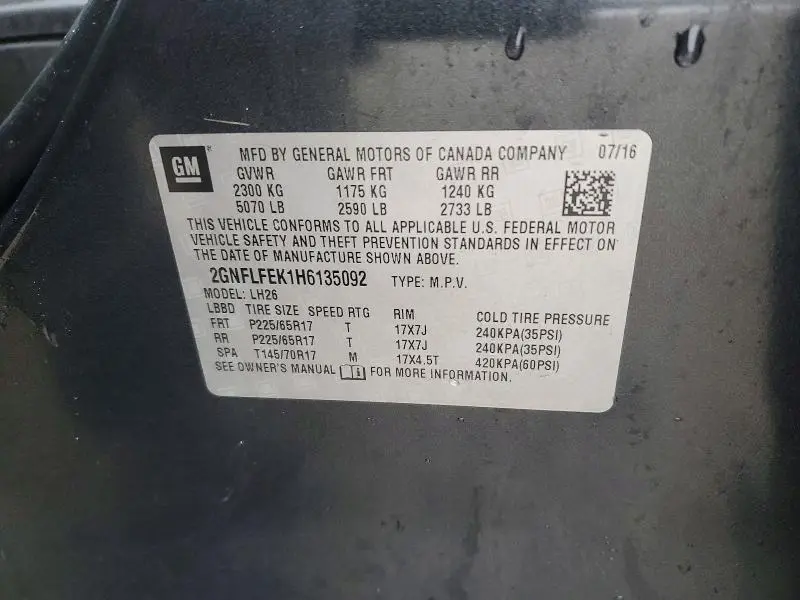 GM MFD BY GENERAL MOTORS OF CANADA COMPANY 07/16
GVWR GAWR FRT GAWR RR
2300 KG 1175 KG 1240 KG
5070 LB 2590 LB 2733 LB
THIS VEHICLE CONFORMS TO ALL APPLICABLE U.S. FEDERAL MOTOR
VEHICLE SAFETY AND THEFT PREVENTION STANDARDS IN EFFECT ON
THE DATE OF MANUFACTURE SHOWN ABOVE.
2GNFLFEK1H6135092 TYPE: M.P.V.
MODEL: LH26
LBBD TIRE SIZE SPEED RTG RIM COLD TIRE PRESSURE
FRT P225/65R17 T 17X7J 240KPA(35PSI)
RR P225/65R17 T 17X7J 240KPA(35PSI)
SPA T145/70R17 M 17X4.5T 420KPA(60PSI)
SEE OWNER'S MANUAL FOR MORE INFORMATION.